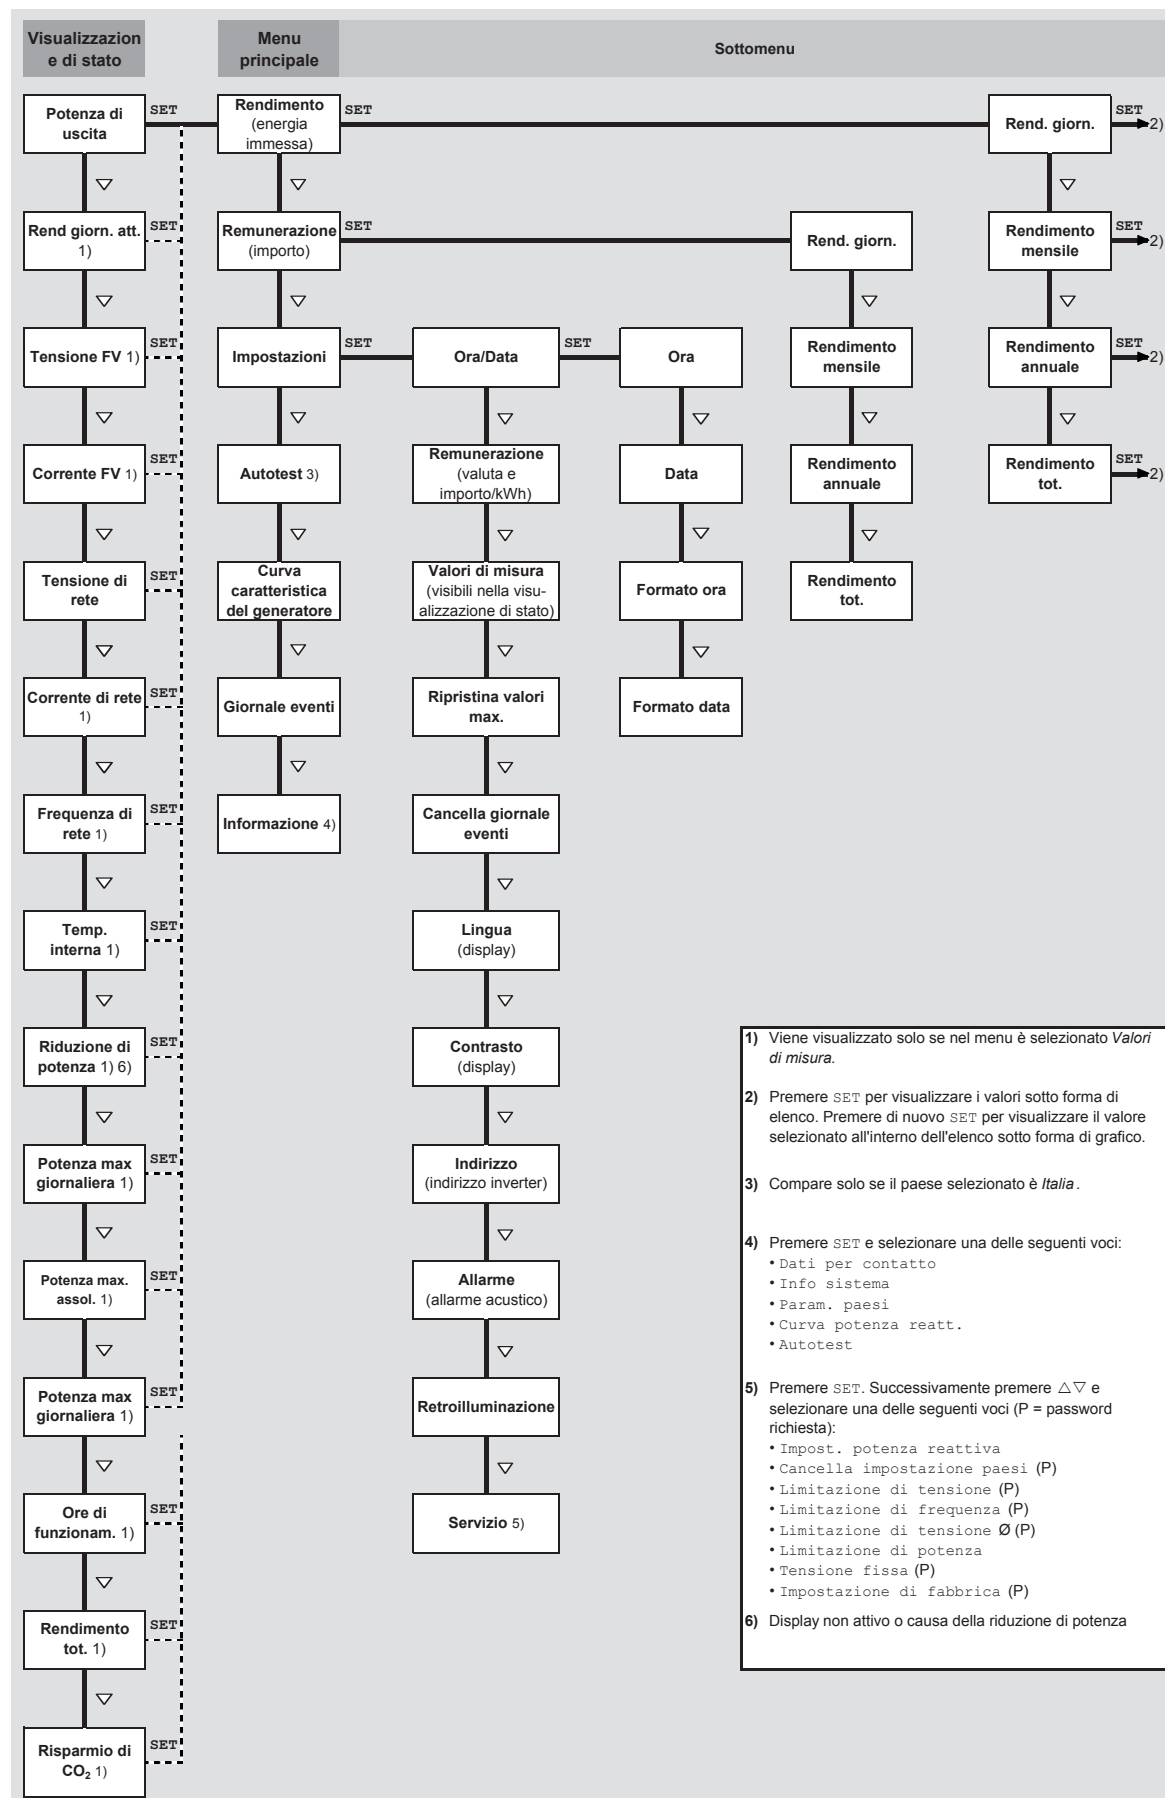 Visualizzazion
e di stato
Menu
principale
Sottomenu
Potenza di
uscita
SET
Rendimento
(energia
immessa)
SET
Rend. giorn.
SET
2)
Rend giorn. att.
1)
SET
Remunerazione
(importo)
SET
Rend. giorn.
Rendimento
mensile
SET
2)
Tensione FV 1)
SET
Impostazioni
SET
Ora/Data
SET
Ora
Rendimento
mensile
Rendimento
annuale
SET
2)
Corrente FV 1)
SET
Autotest 3)
Remunerazione
(valuta e
importo/kWh)
Data
Rendimento
annuale
Rendimento
tot.
SET
2)
Tensione di
rete
SET
Curva
caratteristica
del generatore
Valori di misura
(visibili nella visu-
alizzazione di stato)
Formato ora
Rendimento
tot.
Corrente di rete
1)
SET
Giornale eventi
Ripristina valori
max.
Formato data
Frequenza di
rete 1)
SET
Informazione 4)
Cancella giornale
eventi
Temp.
interna 1)
SET
Lingua
(display)
Riduzione di
potenza 1) 6)
SET
Contrasto
(display)
Potenza max
giornaliera 1)
SET
Indirizzo
(indirizzo inverter)
Potenza max.
assol. 1)
SET
Allarme
(allarme acustico)
Potenza max
giornaliera 1)
SET
Retroilluminazione
Ore di
funzionam. 1)
SET
Servizio 5)
Rendimento
tot. 1)
SET
Risparmio di
CO₂ 1)
SET
1) Viene visualizzato solo se nel menu è selezionato Valori
di misura.
2) Premere SET per visualizzare i valori sotto forma di
elenco. Premere di nuovo SET per visualizzare il valore
selezionato all'interno dell'elenco sotto forma di grafico.
3) Compare solo se il paese selezionato è Italia .
4) Premere SET e selezionare una delle seguenti voci:
• Dati per contatto
• Info sistema
• Param. paesi
• Curva potenza reatt.
• Autotest
5) Premere SET. Successivamente premere △▽ e
selezionare una delle seguenti voci (P = password
richiesta):
• Impost. potenza reattiva
• Cancella impostazione paesi (P)
• Limitazione di tensione (P)
• Limitazione di frequenza (P)
• Limitazione di tensione Ø (P)
• Limitazione di potenza
• Tensione fissa (P)
• Impostazione di fabbrica (P)
6) Display non attivo o causa della riduzione di potenza